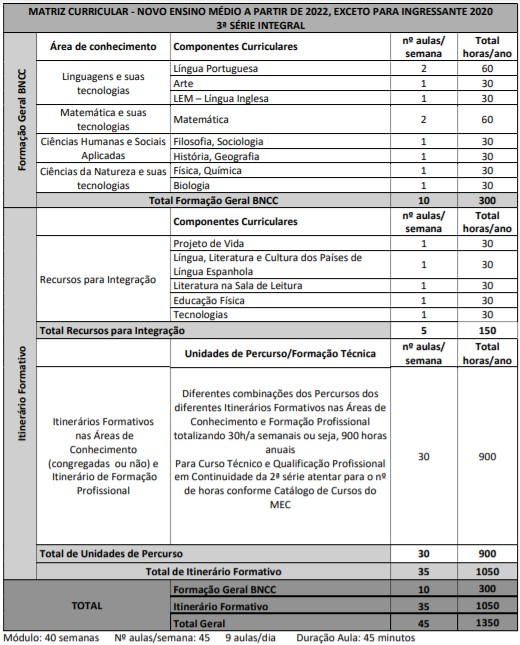 MATRIZ CURRICULAR - NOVO ENSINO MÉDIO A PARTIR DE 2022, EXCETO PARA INGRESSANTE 2020
3ª SÉRIE INTEGRAL
Formação Geral BNCC
Área de conhecimento Componentes Curriculares nº aulas/ semana Total horas/ano
Linguagens e suas tecnologias
Língua Portuguesa 2 60
Arte 1 30
LEM – Língua Inglesa 1 30
Matemática e suas tecnologias
Matemática 2 60
Ciências Humanas e Sociais Aplicadas
Filosofia, Sociologia 1 30
História, Geografia 1 30
Ciências da Natureza e suas tecnologias
Física, Química 1 30
Biologia 1 30
Total Formação Geral BNCC 10 300
Itinerário Formativo
Componentes Curriculares nº aulas/ semana Total horas/ano
Recursos para Integração
Projeto de Vida 1 30
Língua, Literatura e Cultura dos Países de
Língua Espanhola 1 30
Literatura na Sala de Leitura 1 30
Educação Física 1 30
Tecnologias 1 30
Total Recursos para Integração 5 150
Unidades de Percurso/Formação Técnica nº aulas/ semana Total horas/ano
Itinerários Formativos
nas Áreas de
Conhecimento
(congregadas ou não) e
Itinerário de Formação
Profissional
Diferentes combinações dos Percursos dos
diferentes Itinerários Formativos nas Áreas de
Conhecimento e Formação Profissional
totalizando 30h/a semanais ou seja, 900 horas
anuais
Para Curso Técnico e Qualificação Profissional
em Continuidade da 2ª série atentar para o nº
de horas conforme Catálogo de Cursos do
MEC
30 900
Total de Unidades de Percurso 30 900
Total de Itinerário Formativo 35 1050
TOTAL
Formação Geral BNCC 10 300
Itinerário Formativo 35 1050
Total Geral 45 1350
Módulo: 40 semanas Nº aulas/semana: 45 9 aulas/dia Duração Aula: 45 minutos